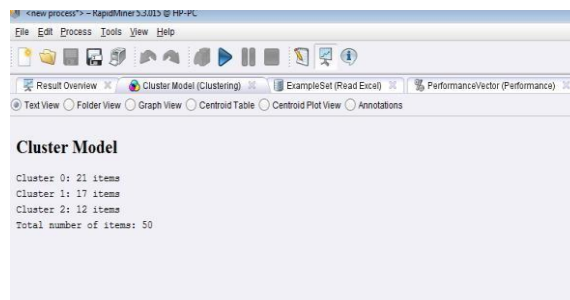 <new process*> – RapidMiner 5.3.015 @ HP-PC
File Edit Process Tools View Help
Result Overview Cluster Model (Clustering) ExampleSet (Read Excel) PerformanceVector (Performance)
Text View Folder View Graph View Centroid Table Centroid Plot View Annotations
Cluster Model
Cluster 0: 21 items
Cluster 1: 17 items
Cluster 2: 12 items
Total number of items: 50